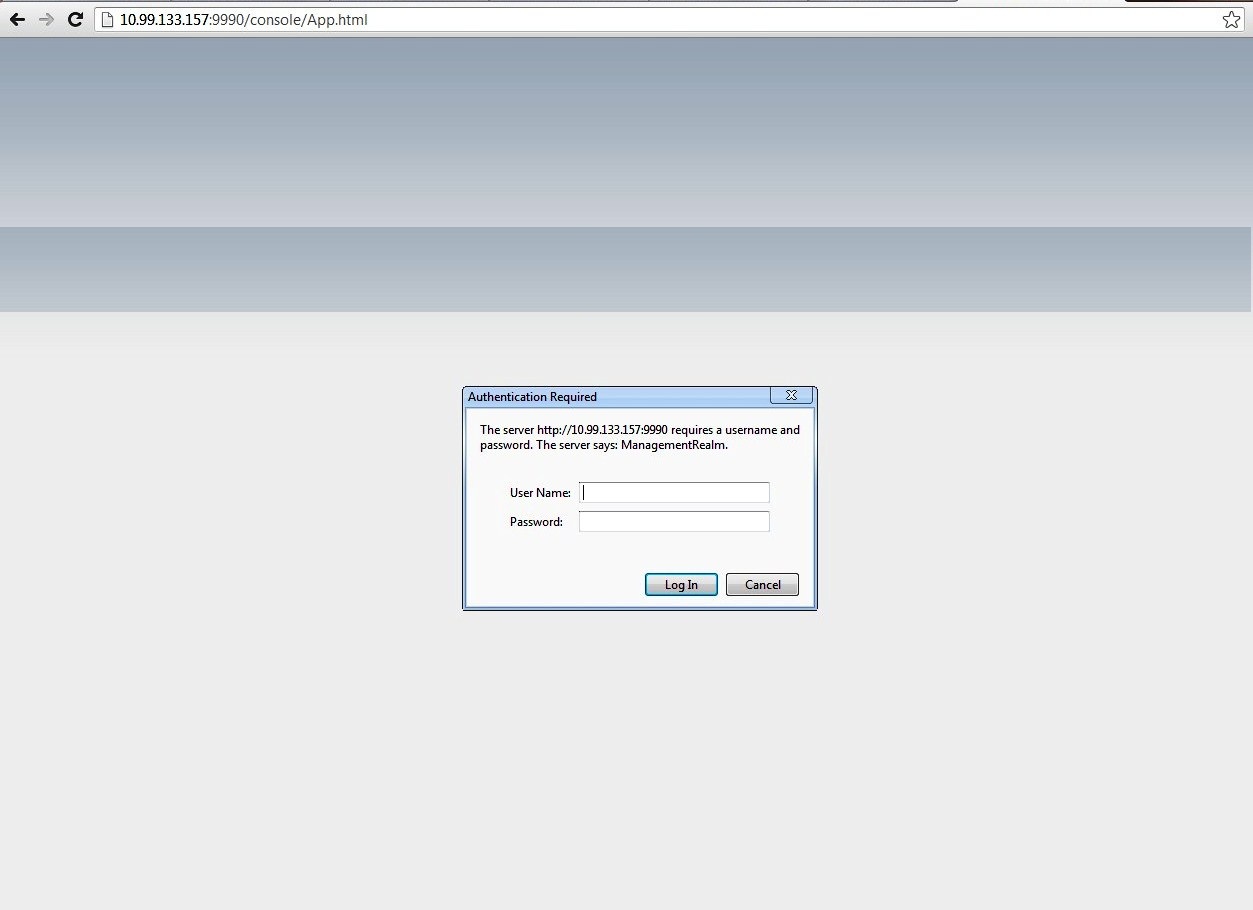 10.99.133.157:9990/console/App.html
Authentication Required
The server http://10.99.133.157:9990 requires a username and
password. The server says: ManagementRealm.
User Name:
Password:
Log In Cancel